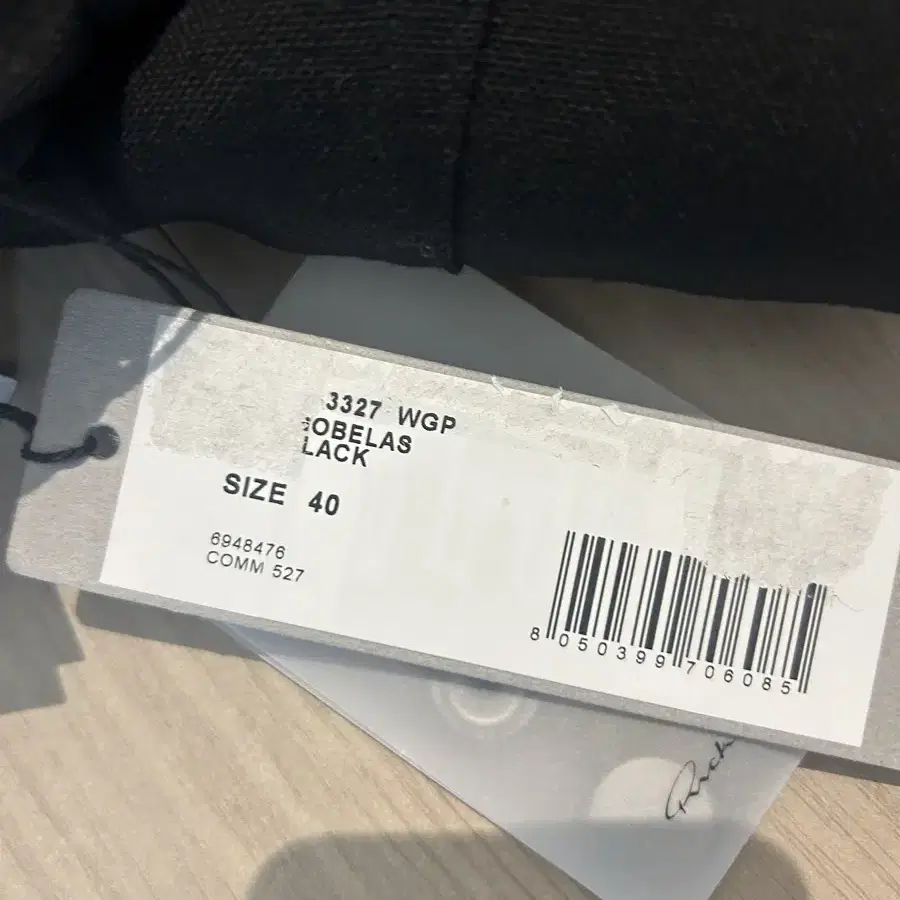 3327 WGP
OBELAS
LACK
SIZE 40
6948476
COMM 527
8 050399 706085